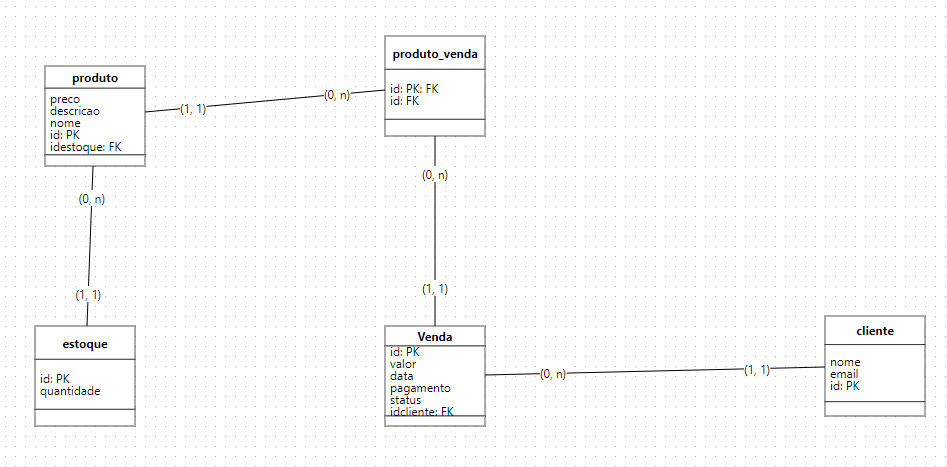 produto_venda
id: PK: FK
id: FK
produto
preco
descricao
nome
id: PK
idestoque: FK
(1, 1)
(0, n)
(0, n)
(1, 1)
(0, n)
(1, 1)
estoque
id: PK
quantidade
Venda
id: PK
valor
data
pagamento
status
idcliente: FK
(0, n)
(1, 1)
cliente
nome
email
id: PK